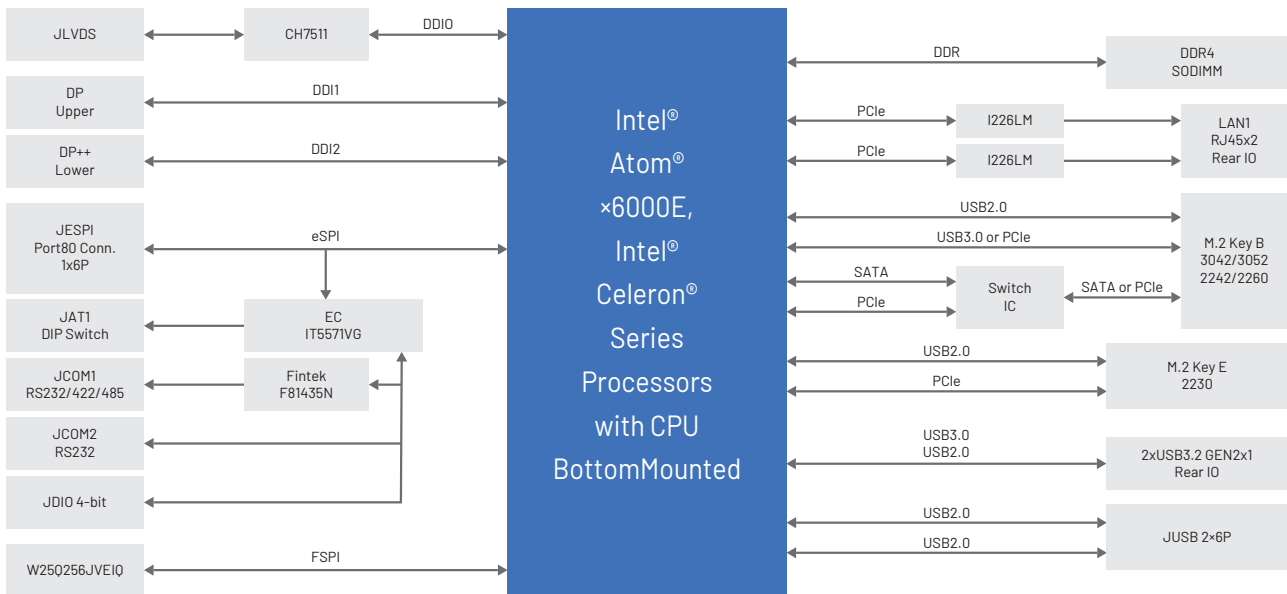 JLVDS
CH7511
DDI0
DP
Upper
DDI1
DP++
Lower
DDI2
JESPI
Port80 Conn.
1x6P
eSPI
JAT1
DIP Switch
EC
IT5571VG
JCOM1
RS232/422/485
Fintek
F81435N
JCOM2
RS232
JDIO 4-bit
W25Q256JVEIQ
FSPI
Intel®
Atom®
×6000E,
Intel®
Celeron®
Series
Processors
with CPU
BottomMounted
DDR
DDR4
SODIMM
PCIe
I226LM
PCIe
I226LM
LAN1
RJ45x2
Rear IO
USB2.0
USB3.0 or PCIe
SATA
PCIe
Switch
IC
SATA or PCIe
M.2 Key B
3042/3052
2242/2260
USB2.0
PCIe
M.2 Key E
2230
USB3.0
USB2.0
2xUSB3.2 GEN2x1
Rear IO
USB2.0
USB2.0
JUSB 2×6P